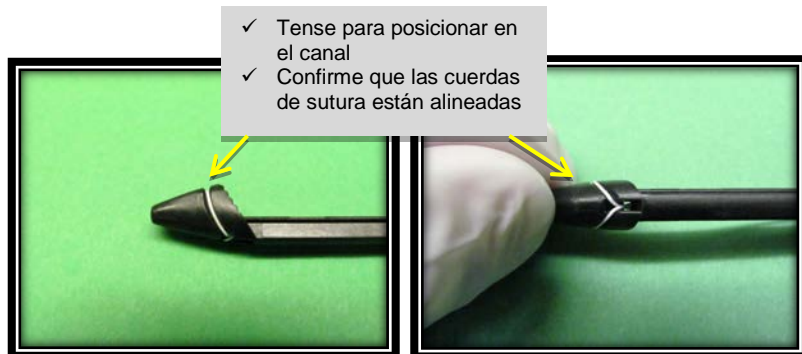 ✓ Tense para posicionar en
el canal
✓ Confirme que las cuerdas
de sutura están alineadas